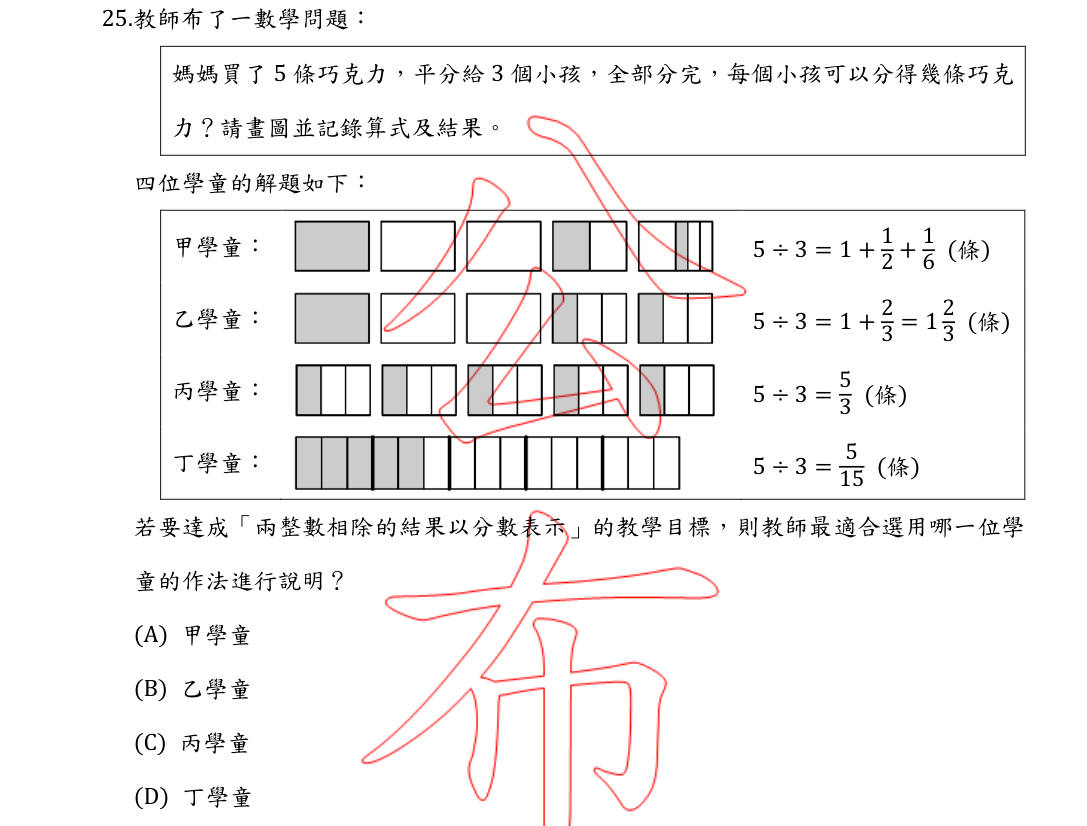 25.教師布了一數學問題：
媽媽買了 5 條巧克力，平分給 3 個小孩，全部分完，每個小孩可以分得幾條巧克
力？請畫圖並記錄算式及結果。
四位學童的解題如下：
甲學童： 5 ÷ 3 = 1 + 1/2 + 1/6 (條)
乙學童： 5 ÷ 3 = 1 + 2/3 = 1 2/3 (條)
丙學童： 5 ÷ 3 = 5/3 (條)
丁學童： 5 ÷ 3 = 5/15 (條)
若要達成「兩整數相除的結果以分數表示」的教學目標，則教師最適合選用哪一位學
童的作法進行說明？
(A) 甲學童
(B) 乙學童
(C) 丙學童
(D) 丁學童
公
布